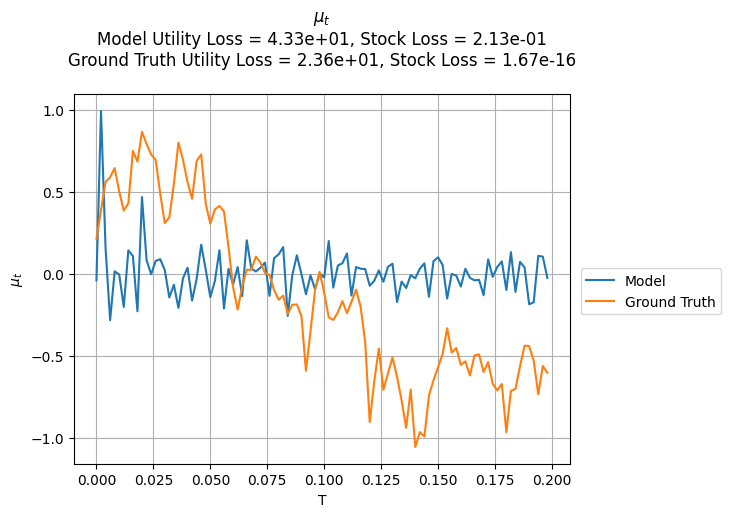 μt
Model Utility Loss = 4.33e+01, Stock Loss = 2.13e-01
Ground Truth Utility Loss = 2.36e+01, Stock Loss = 1.67e-16
1.0
0.5
0.0
−0.5
−1.0
μt
0.000 0.025 0.050 0.075 0.100 0.125 0.150 0.175 0.200
T
Model
Ground Truth